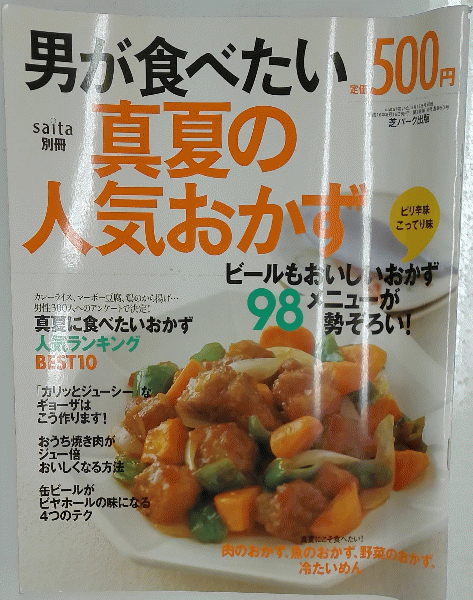 男が食べたい
定価500円
saita
別冊
芝パーク出版
真夏の
人気おかず
ピリ辛味
こってり味
ビールもおいしいおかず
98メニューが
勢ぞろい!
カレーライス、マーボー豆腐、鶏のから揚げ…
男性300人へのアンケートで決定!
真夏に食べたいおかず
人気ランキング
BEST10
「カリッとジューシー」な
ギョーザは
こう作ります!
おうち焼き肉が
ジュー倍
おいしくなる方法
缶ビールが
ビヤホールの味になる
4つのテク
真夏にこそ食べたい!
肉のおかず、魚のおかず、野菜のおかず、
冷たいめん